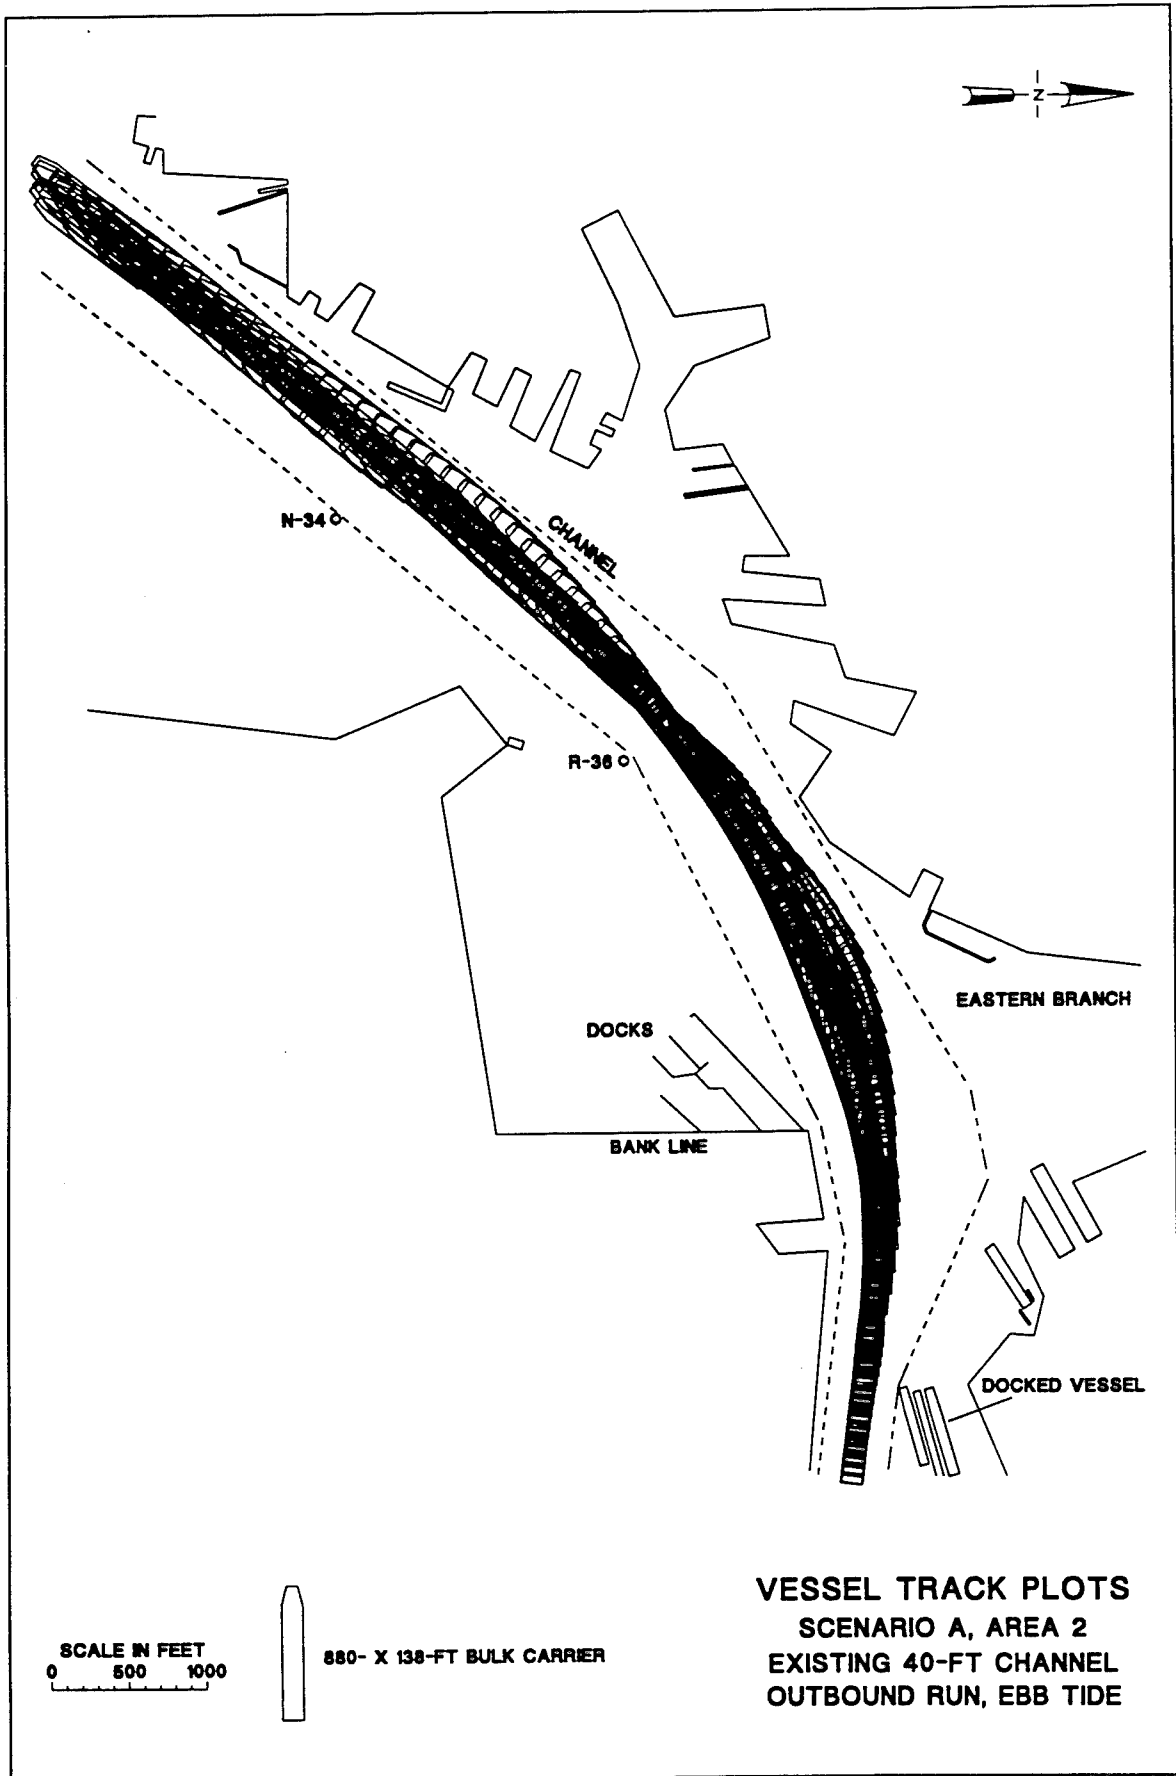 N
N-34
CHANNEL
R-36
EASTERN BRANCH
DOCKS
BANK LINE
DOCKED VESSEL
VESSEL TRACK PLOTS
SCENARIO A, AREA 2
EXISTING 40-FT CHANNEL
OUTBOUND RUN, EBB TIDE
SCALE IN FEET
0 500 1000
880- X 138-FT BULK CARRIER